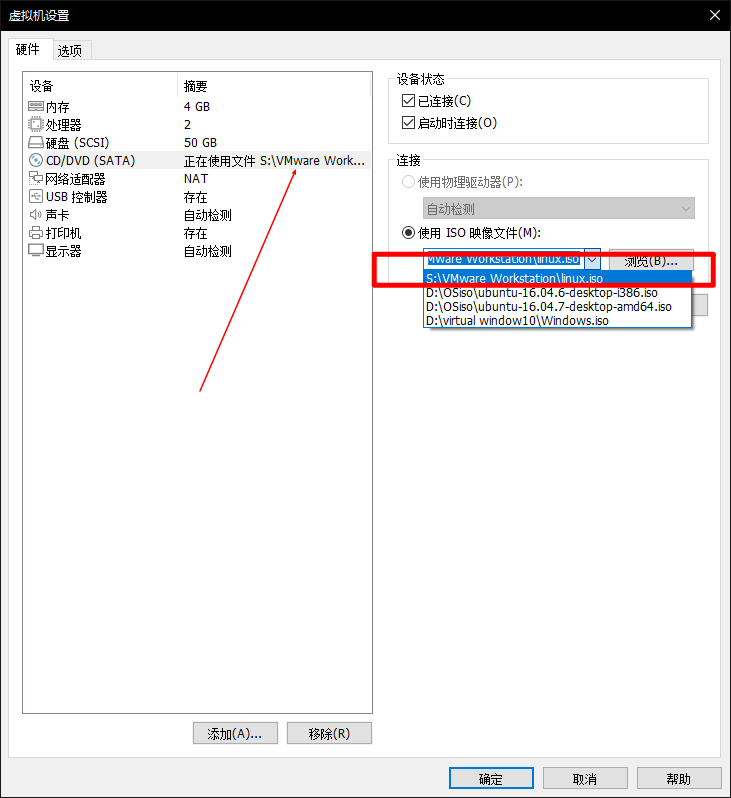 虚拟机设置
硬件 选项
设备 摘要
内存 4 GB
处理器 2
硬盘 (SCSI) 50 GB
CD/DVD (SATA) 正在使用文件 S:\VMware Work...
网络适配器 NAT
USB 控制器 存在
声卡 自动检测
打印机 存在
显示器 自动检测
添加(A)... 移除(R)
设备状态
已连接(C)
启动时连接(O)
连接
使用物理驱动器(P):
自动检测
使用 ISO 映像文件(M):
Mware Workstation\linux.iso 浏览(B)...
S:\VMware Workstation\linux.iso
D:\OSiso\ubuntu-16.04.6-desktop-i386.iso
D:\OSiso\ubuntu-16.04.7-desktop-amd64.iso
D:\virtual window10\Windows.iso
确定 取消 帮助